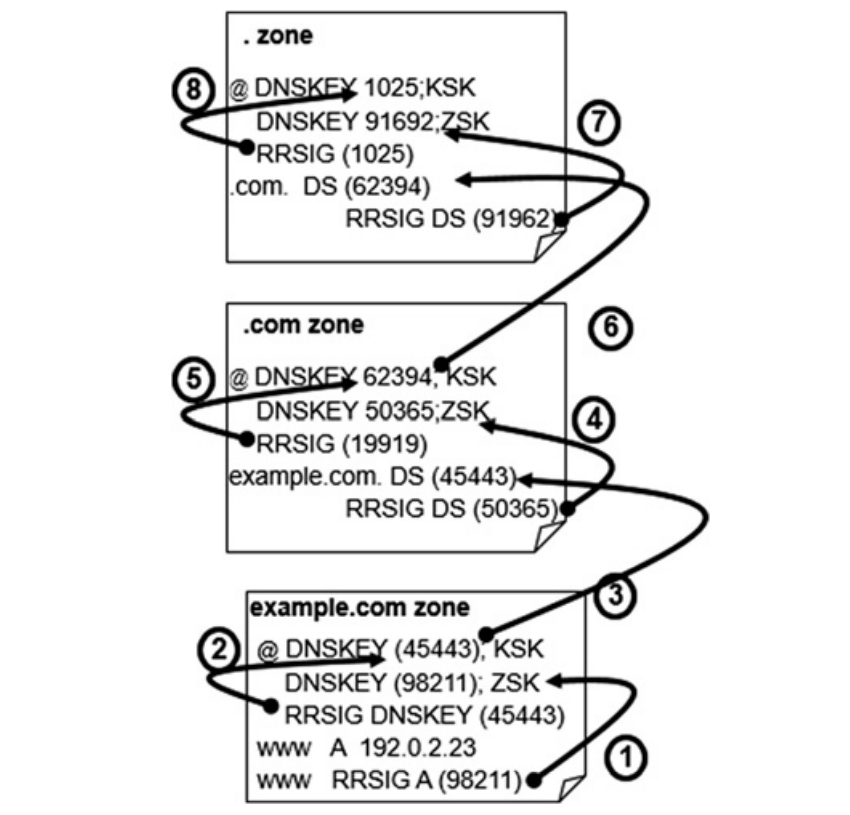 . zone
8
@ DNSKEY 1025;KSK
DNSKEY 91692;ZSK
7
RRSIG (1025)
.com. DS (62394)
RRSIG DS (91962)
.com zone
6
5
@ DNSKEY 62394; KSK
DNSKEY 50365;ZSK
4
RRSIG (19919)
example.com. DS (45443)
RRSIG DS (50365)
3
example.com zone
2
@ DNSKEY (45443); KSK
DNSKEY (98211); ZSK
RRSIG DNSKEY (45443)
www A 192.0.2.23
1
www RRSIG A (98211)